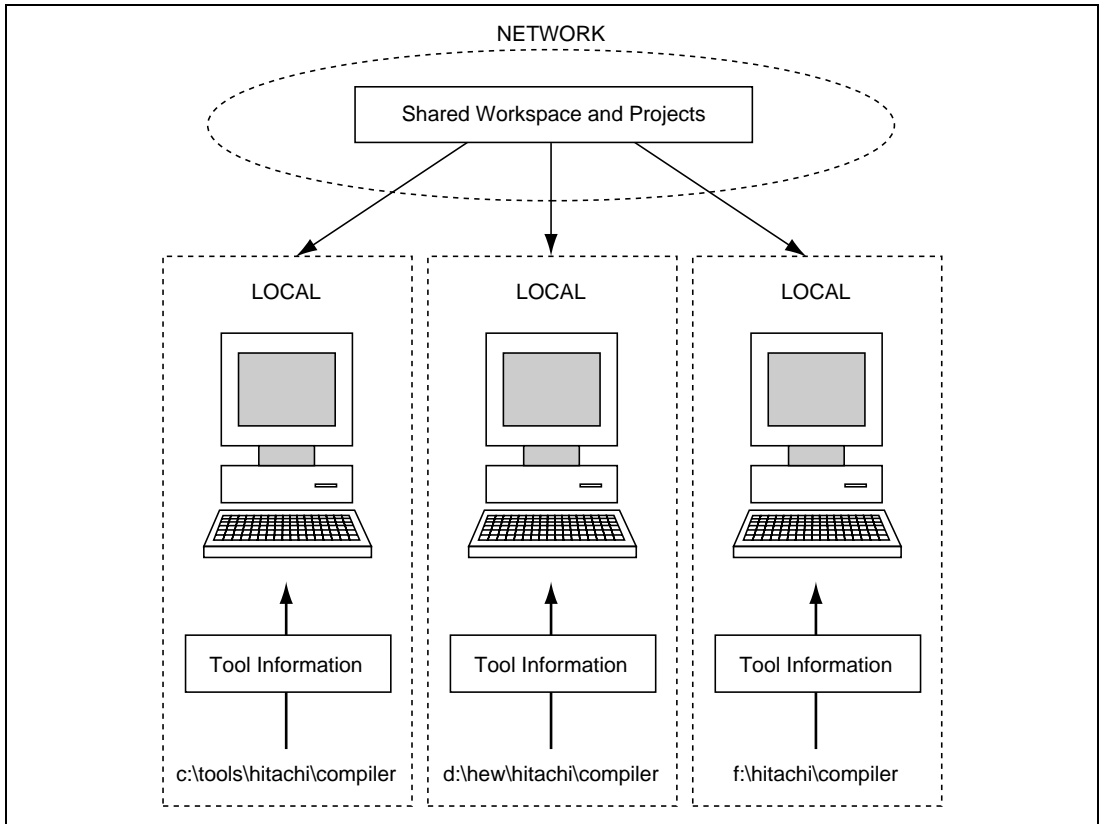 NETWORK
Shared Workspace and Projects
LOCAL
LOCAL
LOCAL
Tool Information
Tool Information
Tool Information
c:\tools\hitachi\compiler
d:\hew\hitachi\compiler
f:\hitachi\compiler